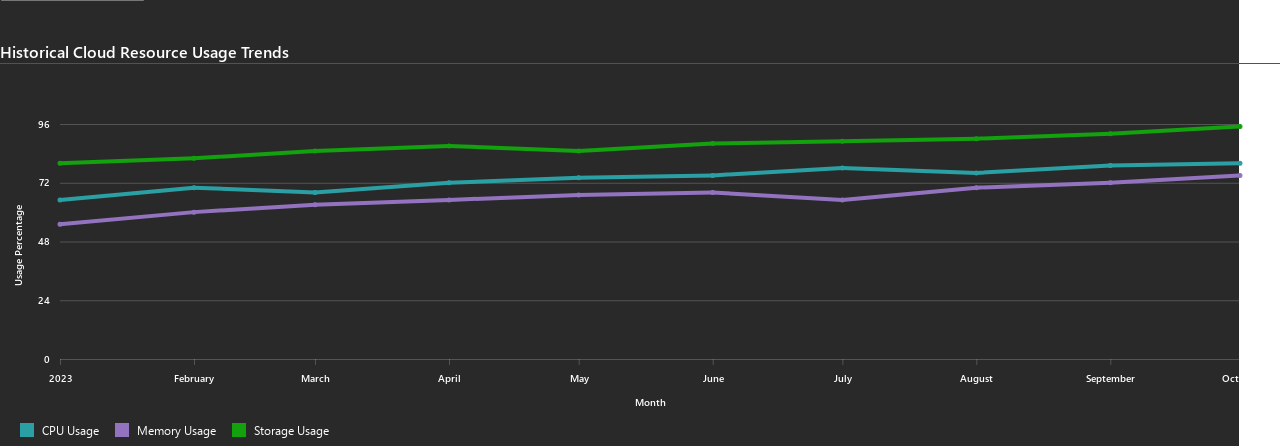 Historical Cloud Resource Usage Trends
96
72
48
24
0
Usage Percentage
2023 February March April May June July August September Oct
Month
CPU Usage Memory Usage Storage Usage